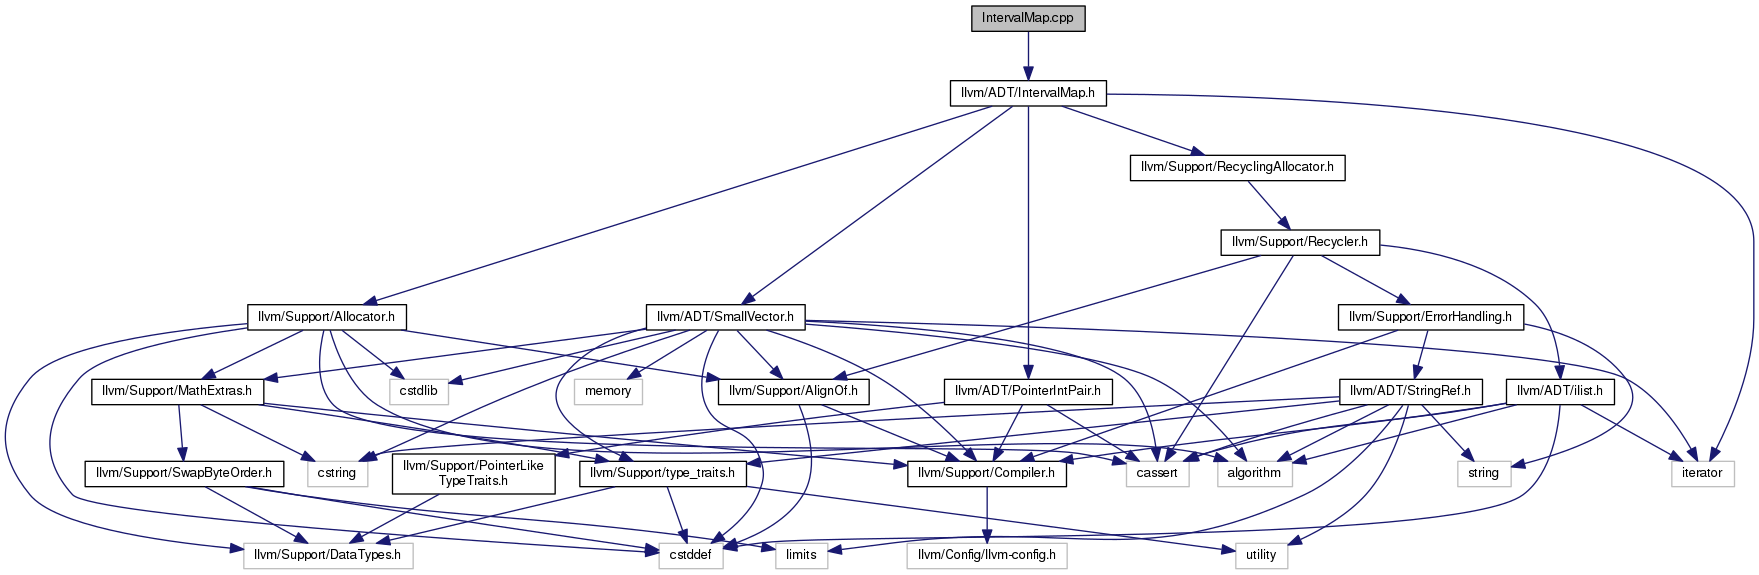 IntervalMap.cpp
llvm/ADT/IntervalMap.h
llvm/Support/RecyclingAllocator.h
llvm/Support/Recycler.h
llvm/Support/Allocator.h
llvm/ADT/SmallVector.h
llvm/Support/ErrorHandling.h
llvm/Support/MathExtras.h
cstdlib
memory
llvm/Support/AlignOf.h
llvm/ADT/PointerIntPair.h
llvm/ADT/StringRef.h
llvm/ADT/ilist.h
llvm/Support/SwapByteOrder.h
cstring
llvm/Support/PointerLike
TypeTraits.h
llvm/Support/type_traits.h
llvm/Support/Compiler.h
cassert
algorithm
string
iterator
llvm/Support/DataTypes.h
cstddef
limits
llvm/Config/llvm-config.h
utility